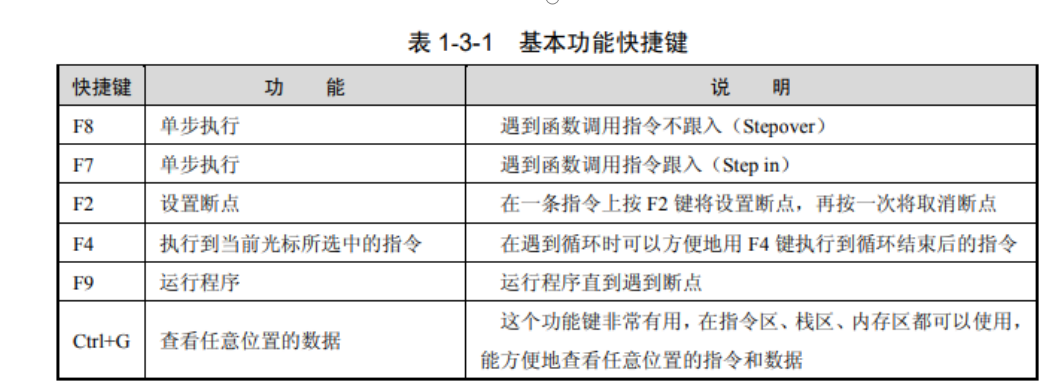 表 1-3-1 基本功能快捷键
快捷键 功 能 说 明
F8 单步执行 遇到函数调用指令不跟入（Stepover）
F7 单步执行 遇到函数调用指令跟入（Step in）
F2 设置断点 在一条指令上按 F2 键将设置断点，再按一次将取消断点
F4 执行到当前光标所选中的指令 在遇到循环时可以方便地用 F4 键执行到循环结束后的指令
F9 运行程序 运行程序直到遇到断点
Ctrl+G 查看任意位置的数据 这个功能键非常有用，在指令区、栈区、内存区都可以使用，
能方便地查看任意位置的指令和数据